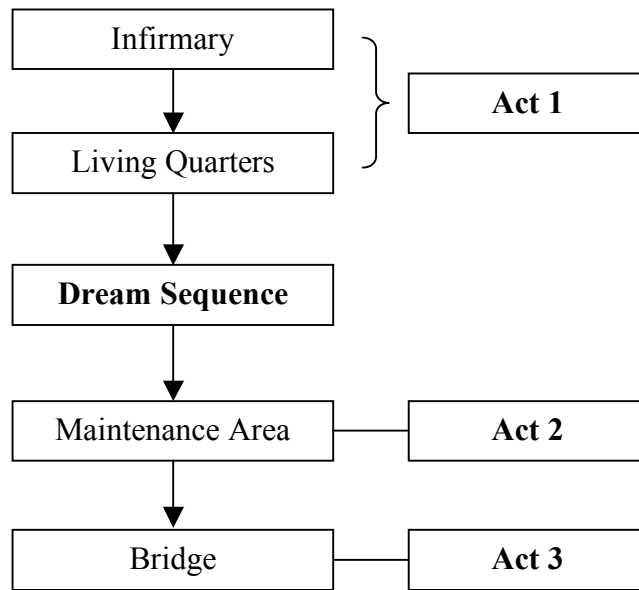 Infirmary
Act 1
Living Quarters
Dream Sequence
Maintenance Area
Act 2
Bridge
Act 3